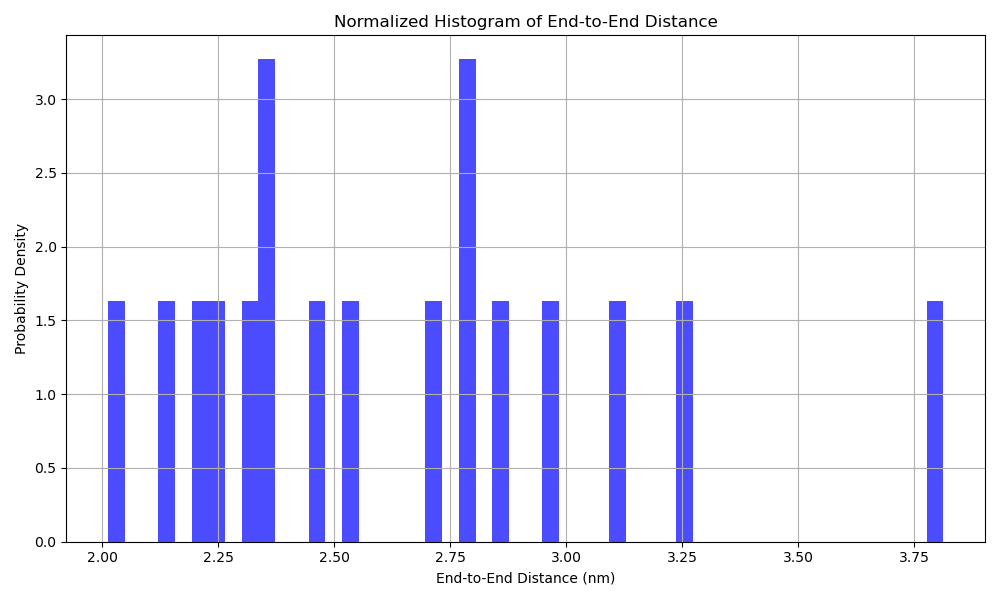 Normalized Histogram of End-to-End Distance
Probability Density
3.0
2.5
2.0
1.5
1.0
0.5
0.0
2.00 2.25 2.50 2.75 3.00 3.25 3.50 3.75
End-to-End Distance (nm)